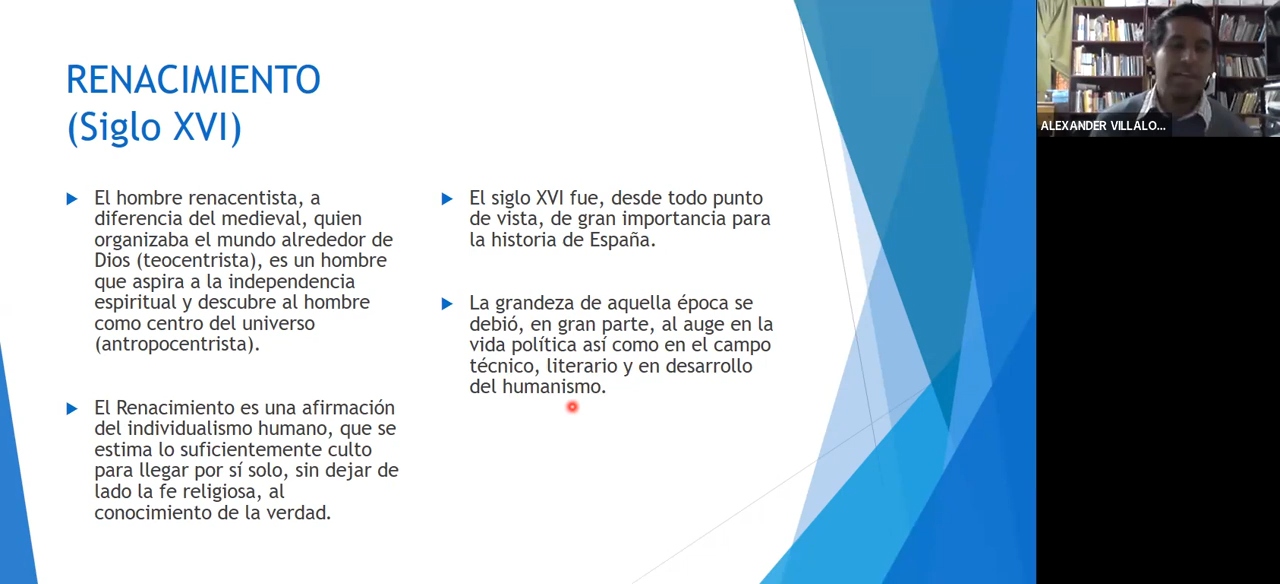 RENACIMIENTO
(Siglo XVI)
El hombre renacentista, a
diferencia del medieval, quien
organizaba el mundo alrededor de
Dios (teocentrista), es un hombre
que aspira a la independencia
espiritual y descubre al hombre
como centro del universo
(antropocentrista).
El Renacimiento es una afirmación
del individualismo humano, que se
estima lo suficientemente culto
para llegar por sí solo, sin dejar de
lado la fe religiosa, al
conocimiento de la verdad.
El siglo XVI fue, desde todo punto
de vista, de gran importancia para
la historia de España.
La grandeza de aquella época se
debió, en gran parte, al auge en la
vida política así como en el campo
técnico, literario y en desarrollo
del humanismo.
ALEXANDER VILLALO...